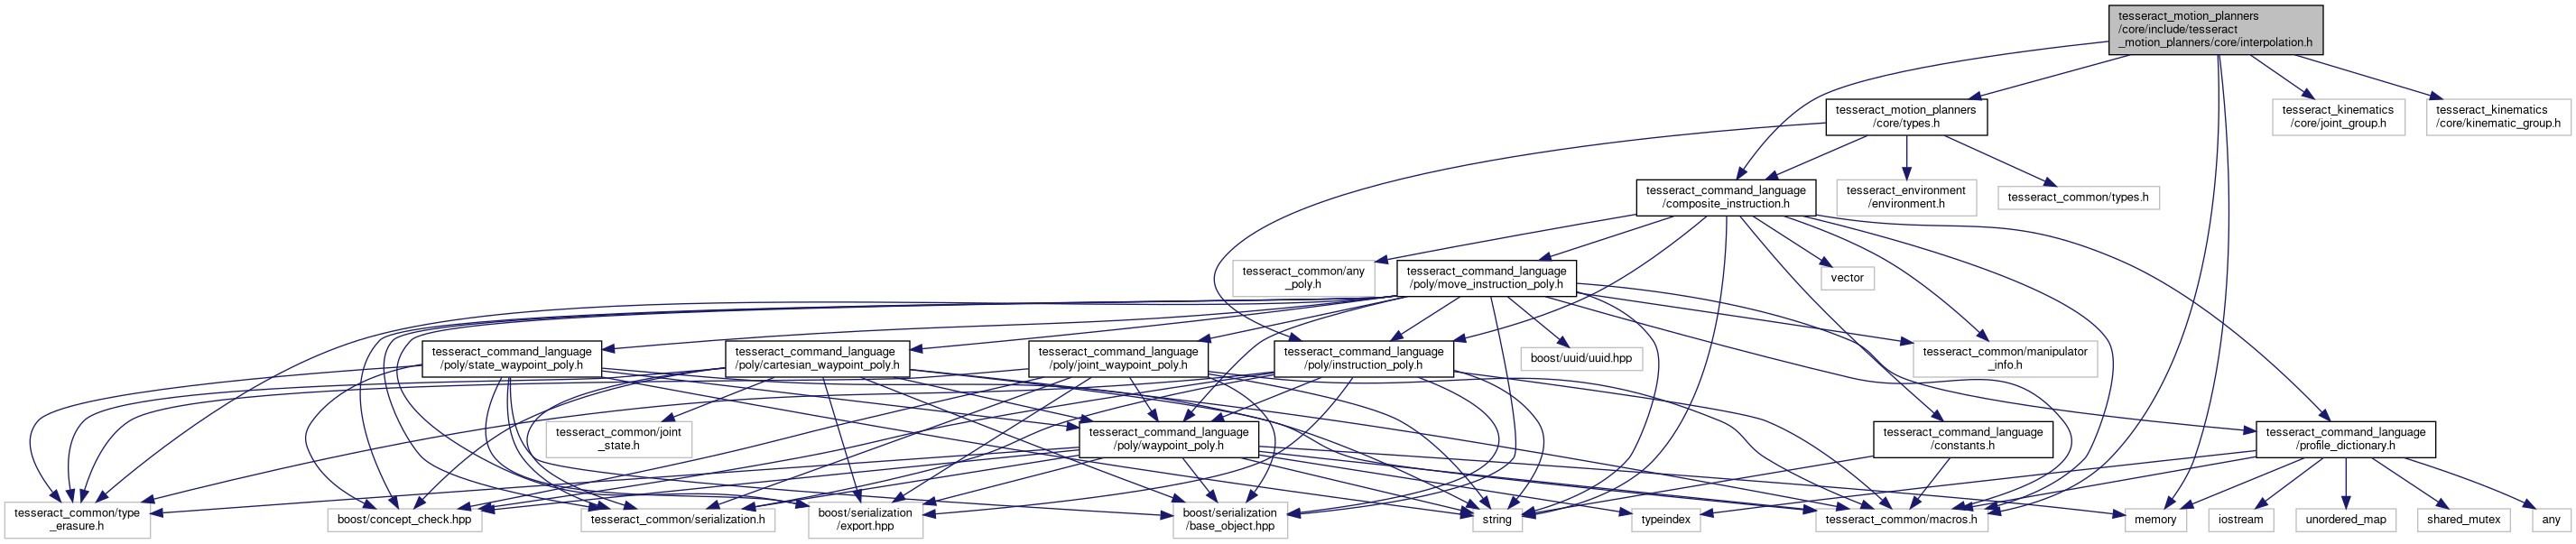 tesseract_motion_planners
/core/include/tesseract
_motion_planners/core/interpolation.h
tesseract_motion_planners
/core/types.h
tesseract_kinematics
/core/joint_group.h
tesseract_kinematics
/core/kinematic_group.h
tesseract_command_language
/composite_instruction.h
tesseract_environment
/environment.h
tesseract_common/types.h
tesseract_common/any
_poly.h
tesseract_command_language
/poly/move_instruction_poly.h
vector
tesseract_command_language
/poly/state_waypoint_poly.h
tesseract_command_language
/poly/cartesian_waypoint_poly.h
tesseract_command_language
/poly/joint_waypoint_poly.h
tesseract_command_language
/poly/instruction_poly.h
boost/uuid/uuid.hpp
tesseract_common/manipulator
_info.h
tesseract_common/joint
_state.h
tesseract_command_language
/poly/waypoint_poly.h
tesseract_command_language
/constants.h
tesseract_command_language
/profile_dictionary.h
tesseract_common/type
_erasure.h
boost/concept_check.hpp
tesseract_common/serialization.h
boost/serialization
/export.hpp
boost/serialization
/base_object.hpp
string
typeindex
tesseract_common/macros.h
memory
iostream
unordered_map
shared_mutex
any